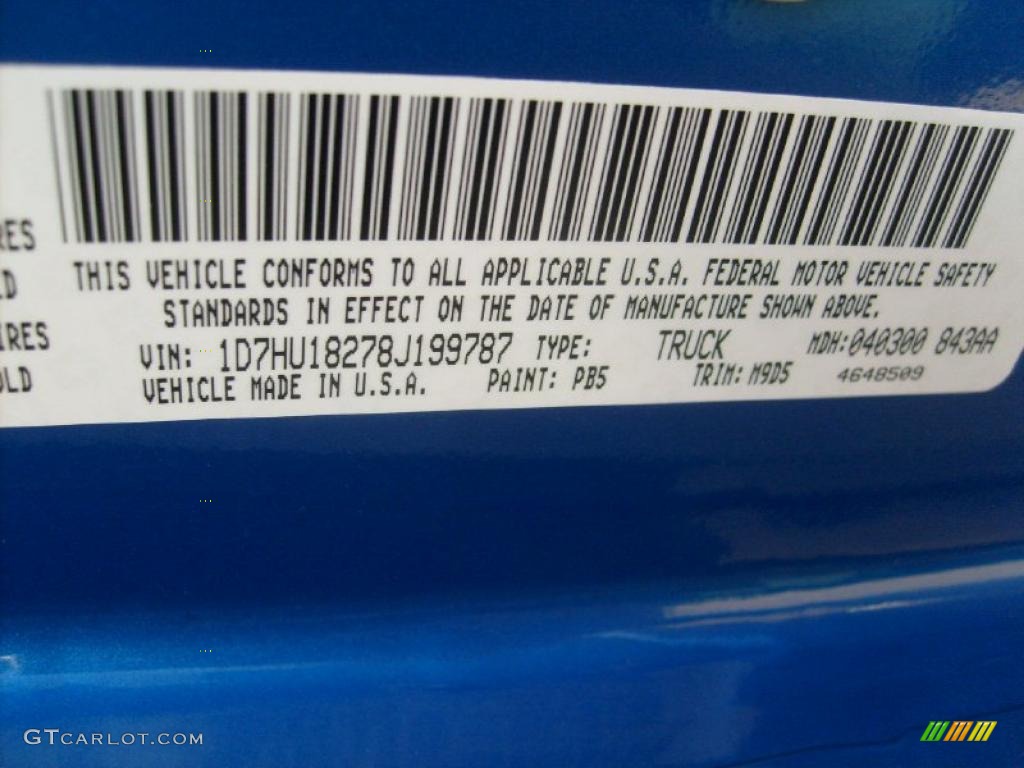 RES
LD
IRES
OLD
THIS VEHICLE CONFORMS TO ALL APPLICABLE U.S.A. FEDERAL MOTOR VEHICLE SAFETY
STANDARDS IN EFFECT ON THE DATE OF MANUFACTURE SHOWN ABOVE.
VIN: 1D7HU18278J199787 TYPE: TRUCK MDH:040300 843AA
VEHICLE MADE IN U.S.A. PAINT: PB5 TRIM: M9D5 4648509
GTCARLOT.COM